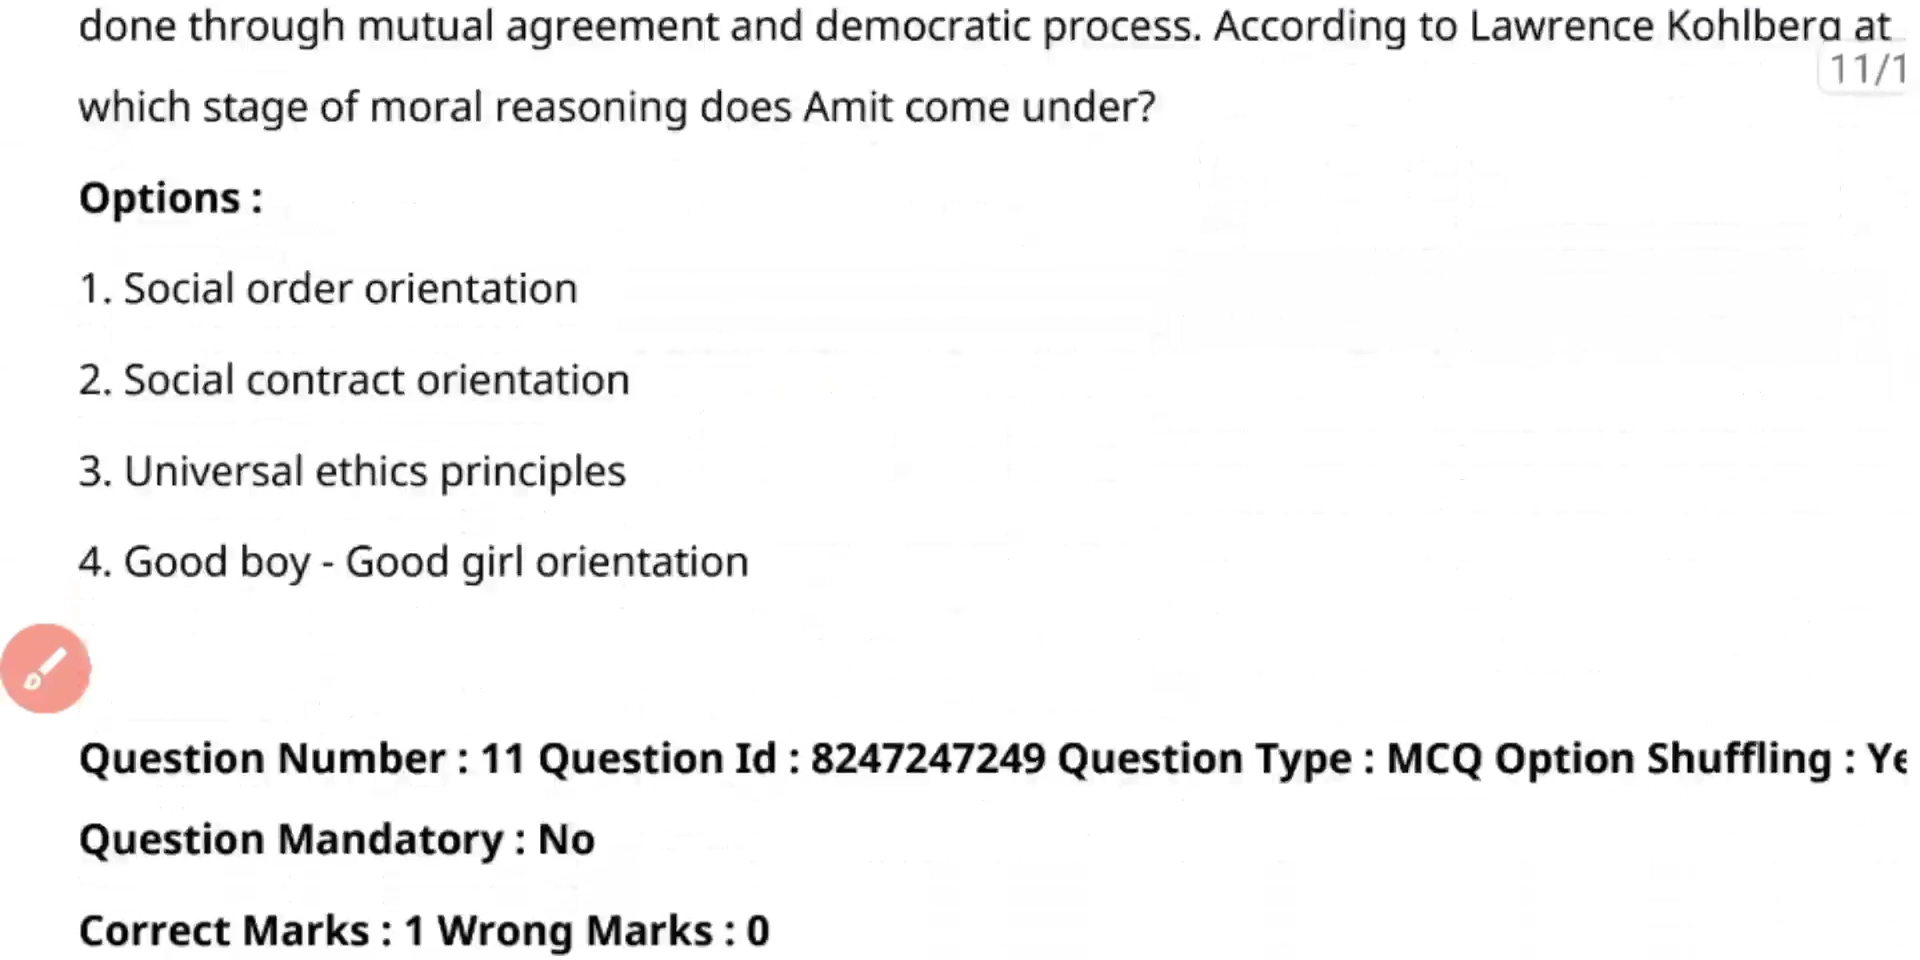 done through mutual agreement and democratic process. According to Lawrence Kohlberg at
11/1
which stage of moral reasoning does Amit come under?
Options :
1. Social order orientation
2. Social contract orientation
3. Universal ethics principles
4. Good boy - Good girl orientation
Question Number : 11 Question Id : 8247247249 Question Type : MCQ Option Shuffling : Ye
Question Mandatory : No
Correct Marks : 1 Wrong Marks : 0